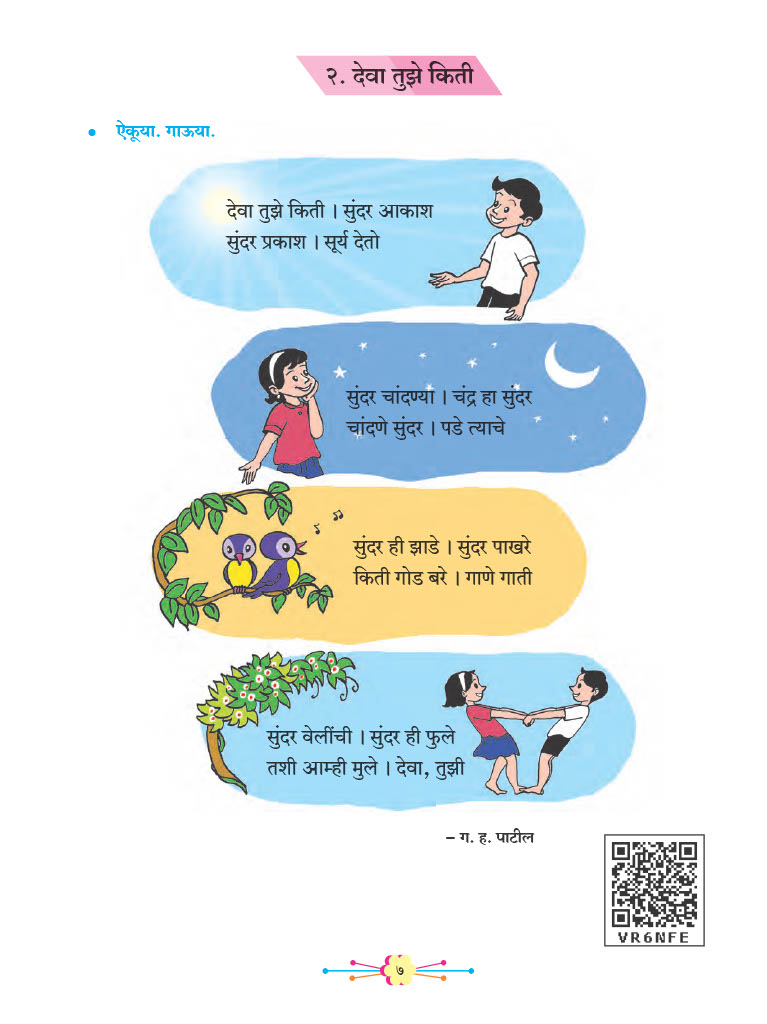 २. देवा तुझे किती
• ऐकूया. गाऊया.
देवा तुझे किती । सुंदर आकाश
सुंदर प्रकाश । सूर्य देतो
सुंदर चांदण्या । चंद्र हा सुंदर
चांदणे सुंदर । पडे त्याचे
सुंदर ही झाडे । सुंदर पाखरे
किती गोड बरे । गाणे गाती
सुंदर वेलींची । सुंदर ही फुले
तशी आम्ही मुले । देवा, तुझी
– ग. ह. पाटील
VR6NFE
७